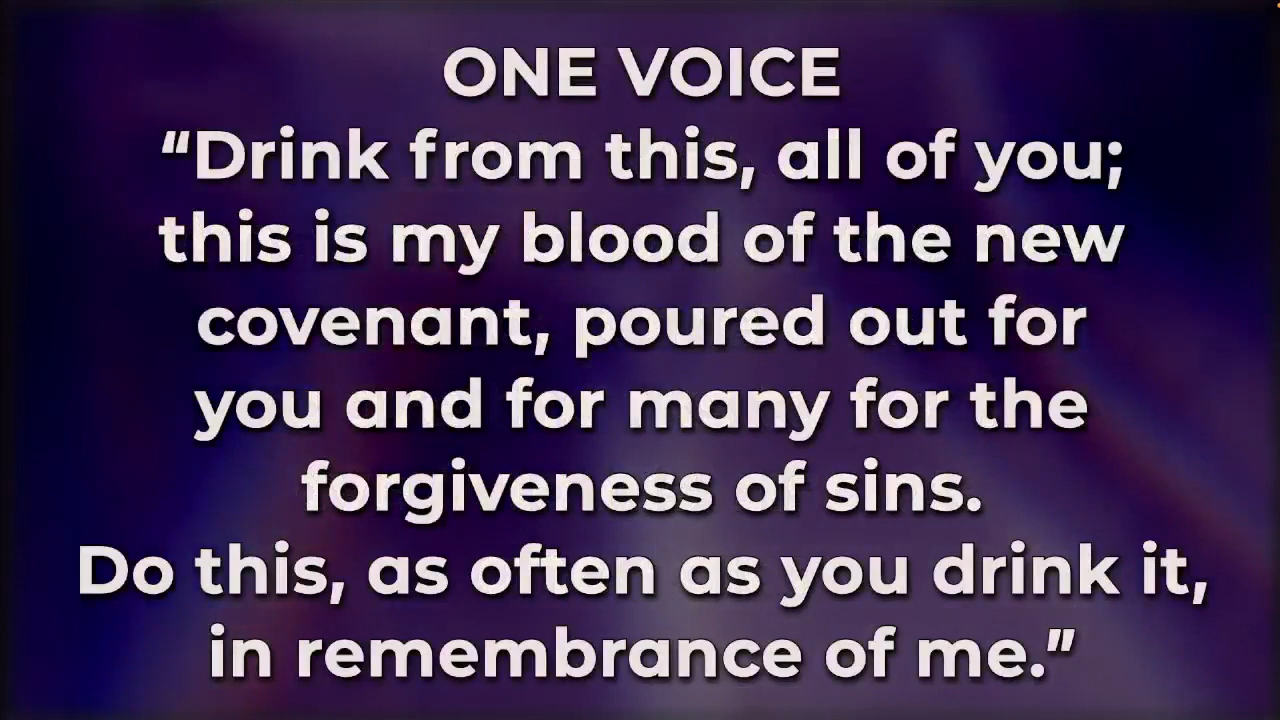 ONE VOICE
“Drink from this, all of you;
this is my blood of the new
covenant, poured out for
you and for many for the
forgiveness of sins.
Do this, as often as you drink it,
in remembrance of me.”